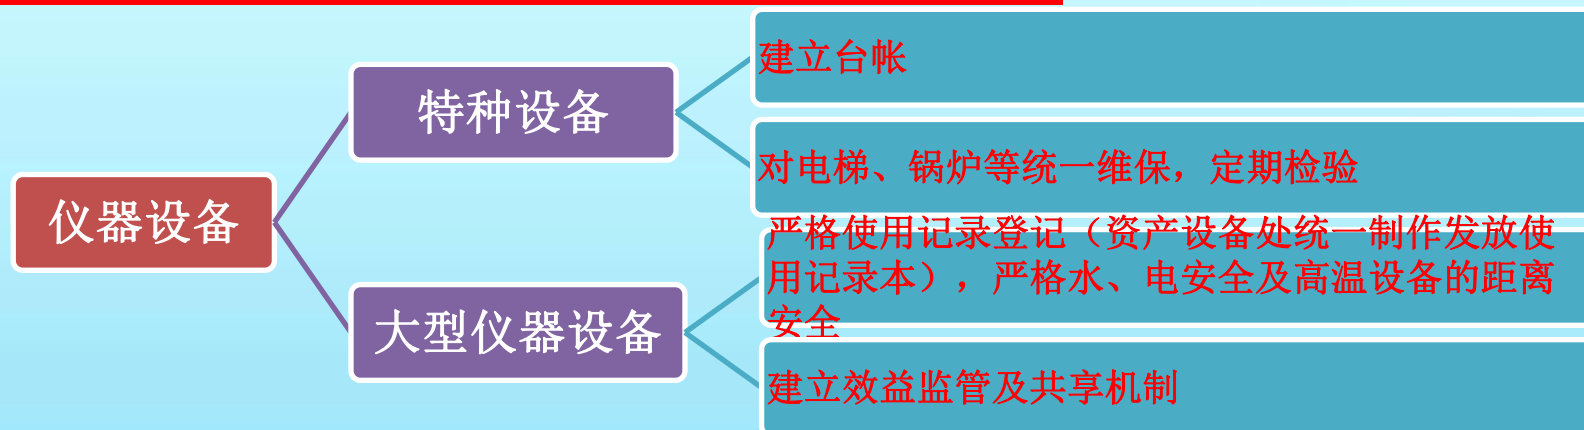 仪器设备
特种设备
建立台帐
对电梯、锅炉等统一维保，定期检验
大型仪器设备
严格使用记录登记（资产设备处统一制作发放使
用记录本），严格水、电安全及高温设备的距离
安全
建立效益监管及共享机制